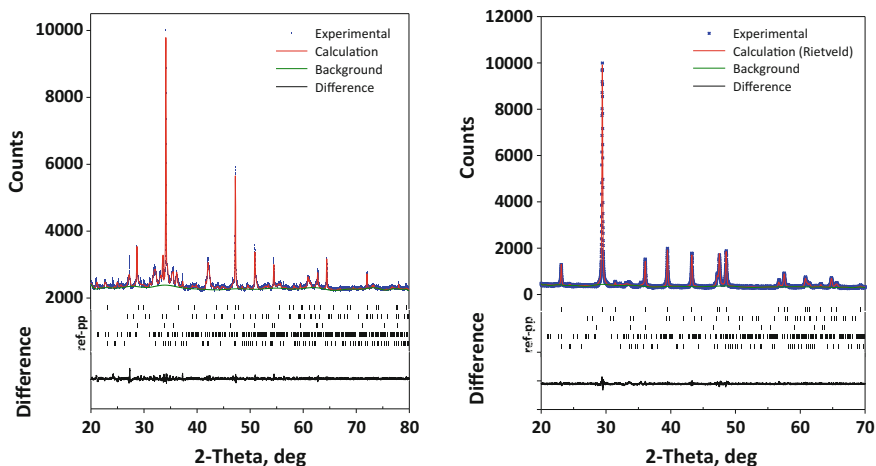 10000
8000
6000
4000
2000
Counts
Experimental
Calculation
Background
Difference
ref-pp
Difference
20 30 40 50 60 70 80
2-Theta, deg
12000
10000
8000
6000
4000
2000
0
Counts
Experimental
Calculation (Rietveld)
Background
Difference
ref-pp
Difference
20 30 40 50 60 70
2-Theta, deg